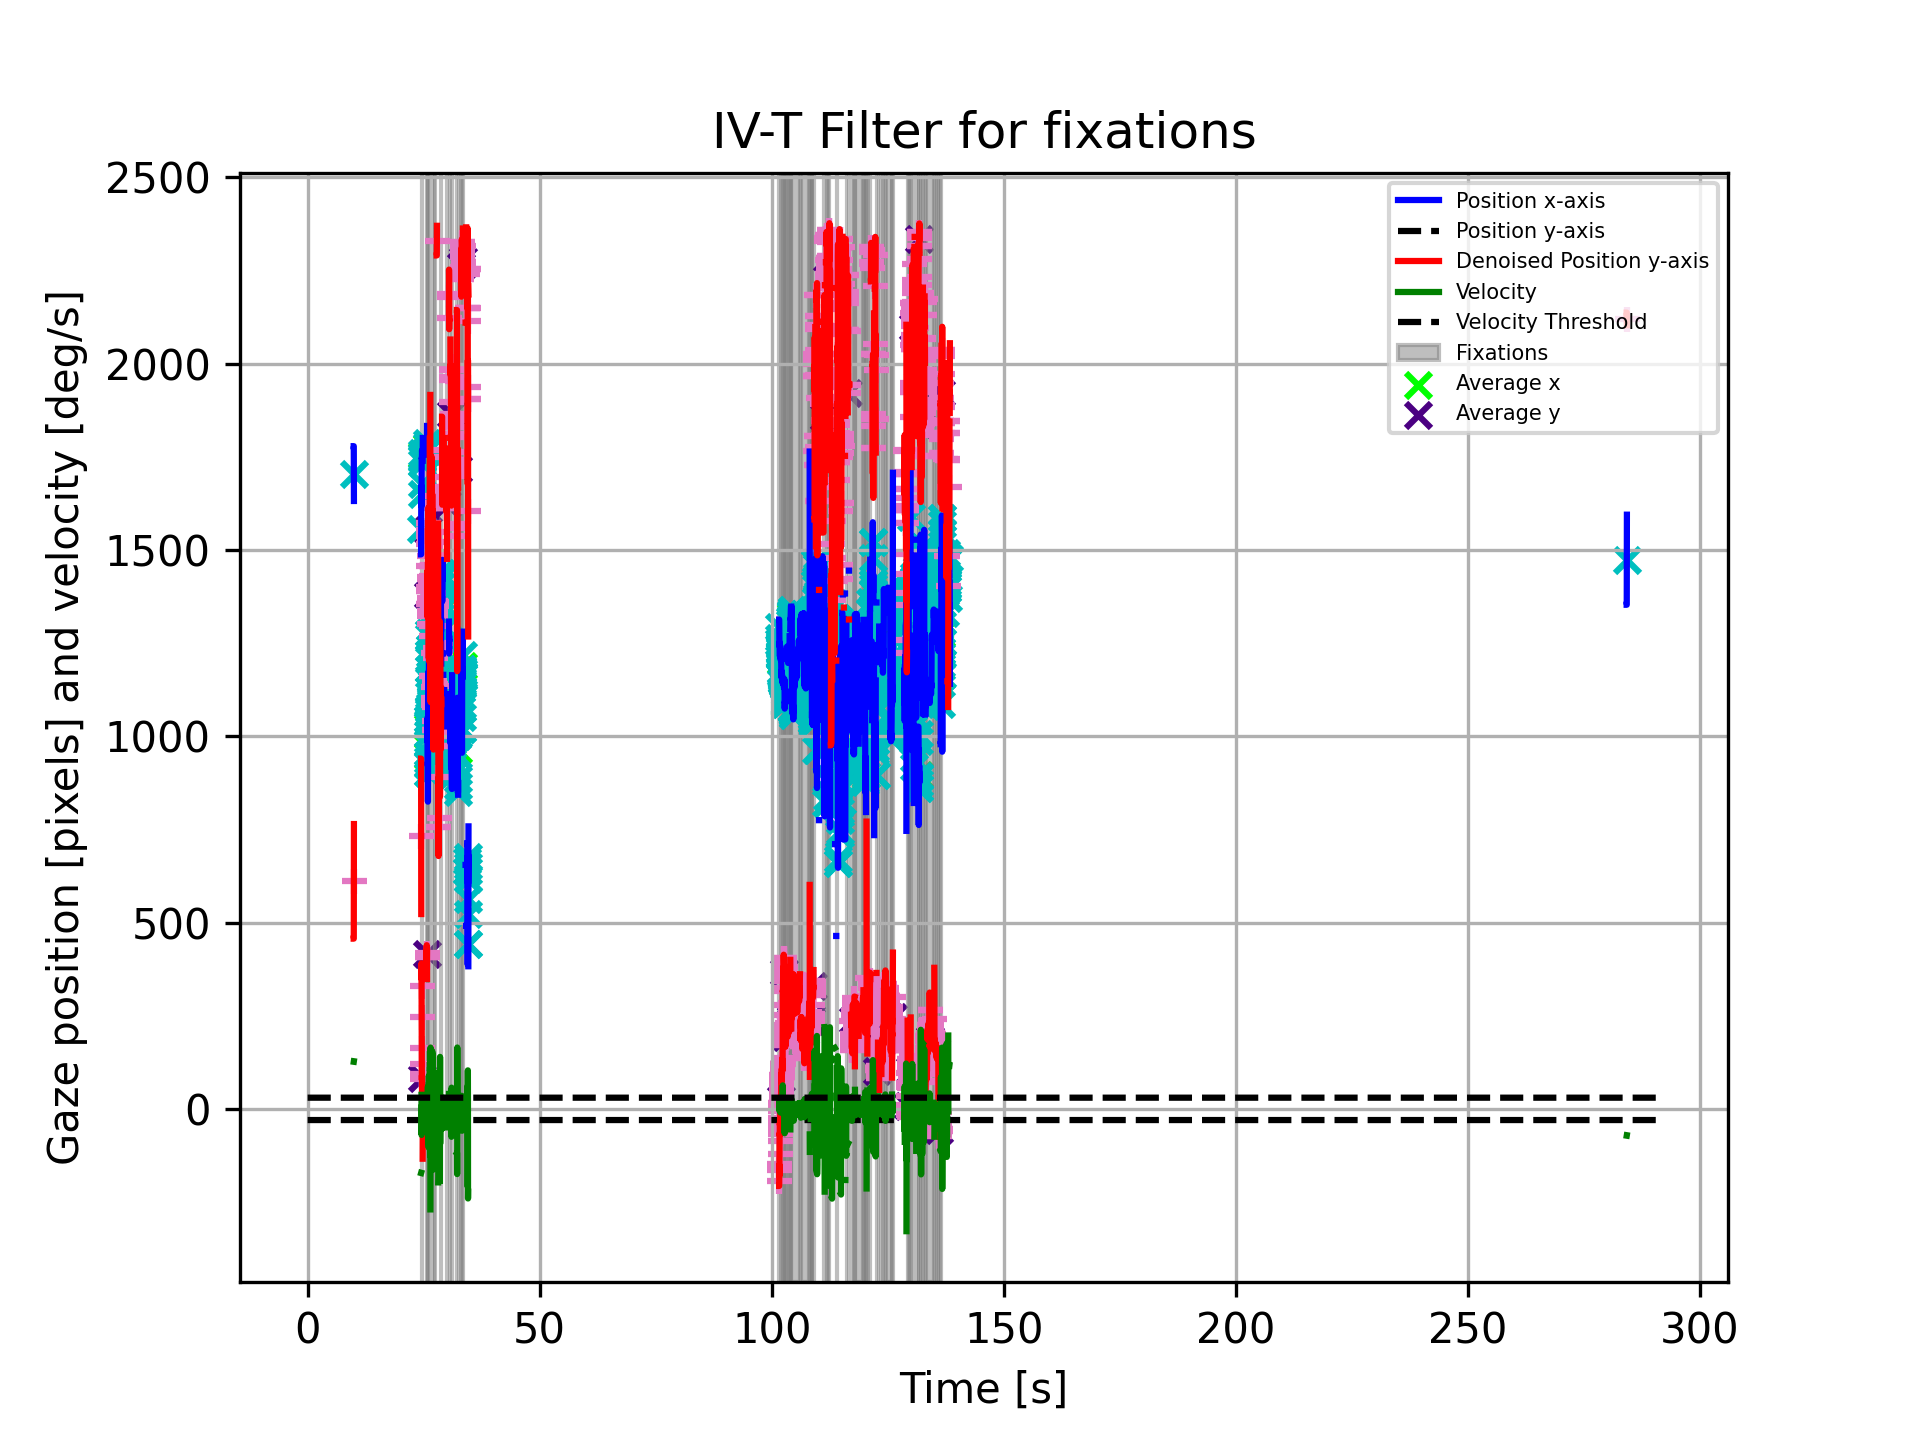 IV-T Filter for fixations
Gaze position [pixels] and velocity [deg/s]
2500
2000
1500
1000
500
0
Position x-axis
Position y-axis
Denoised Position y-axis
Velocity
Velocity Threshold
Fixations
Average x
Average y
0 50 100 150 200 250 300
Time [s]